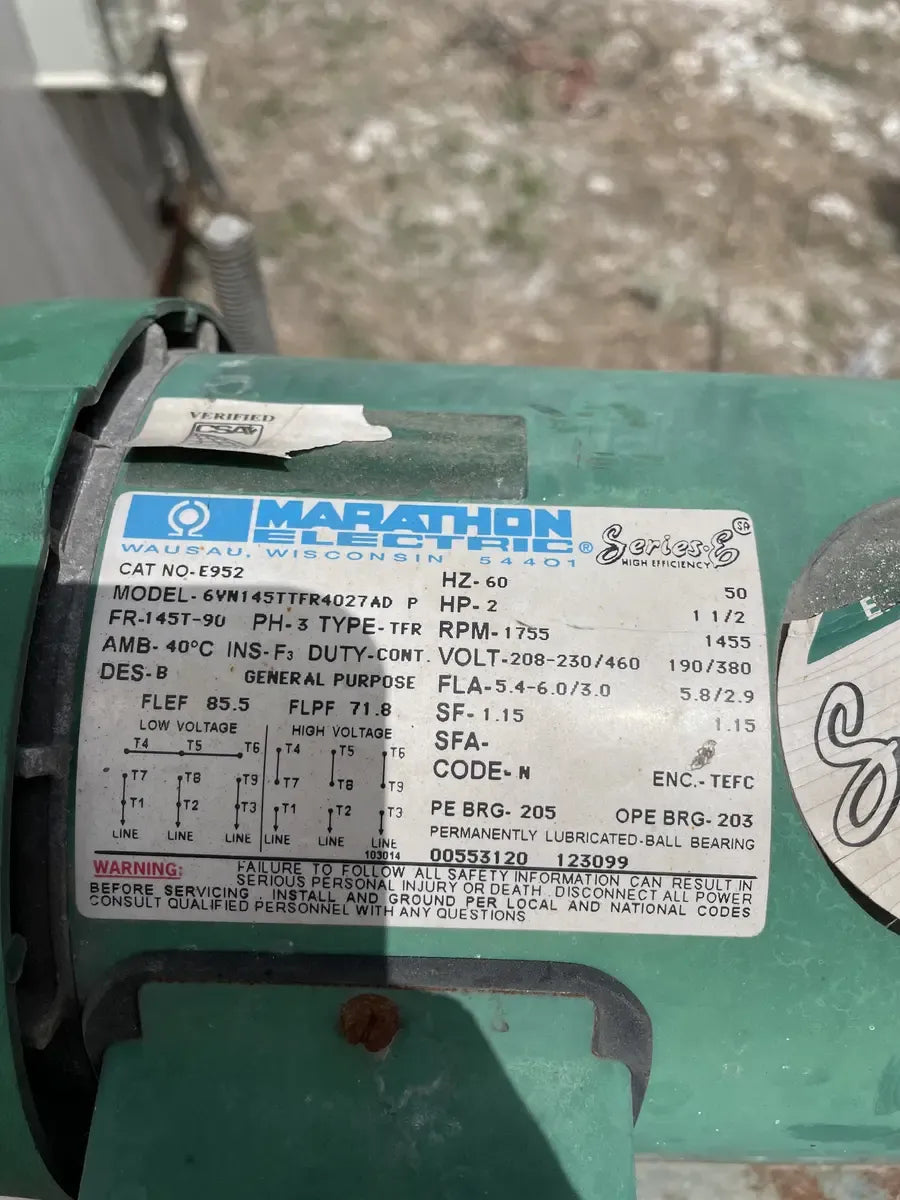 VERIFIED
CSA
MARATHON
ELECTRIC®
WAUSAU, WISCONSIN 54401
Series-E
HIGH EFFICIENCY
SA
CAT NO-E952
HZ-60 50
MODEL-6VM145TTFR4027AD P
HP-2 1 1/2
FR-145T-90 PH-3 TYPE-TFR
RPM-1755 1455
AMB-40°C INS-F3 DUTY-CONT.
VOLT-208-230/460 190/380
DES-B GENERAL PURPOSE
FLA-5.4-6.0/3.0 5.8/2.9
FLEF 85.5 FLPF 71.8
SF-1.15 1.15
LOW VOLTAGE HIGH VOLTAGE
SFA-
T4 T5 T6 T4 T5 T6
CODE-N ENC.-TEFC
T7 T8 T9 T7 T8 T9
T1 T2 T3 T1 T2 T3
PE BRG-205 OPE BRG-203
LINE LINE LINE LINE LINE LINE
PERMANENTLY LUBRICATED-BALL BEARING
103014 00553120 123099
WARNING: FAILURE TO FOLLOW ALL SAFETY INFORMATION CAN RESULT IN
SERIOUS PERSONAL INJURY OR DEATH. DISCONNECT ALL POWER
BEFORE SERVICING. INSTALL AND GROUND PER LOCAL AND NATIONAL CODES
CONSULT QUALIFIED PERSONNEL WITH ANY QUESTIONS